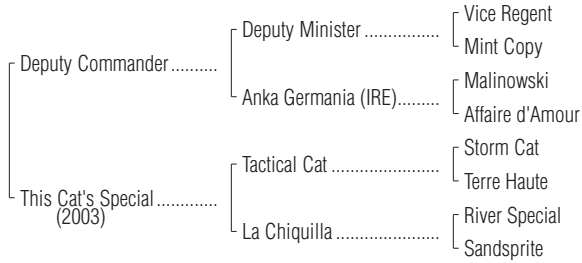 Vice Regent
Deputy Minister ................
Mint Copy
Deputy Commander..........
Malinowski
Anka Germania (IRE).........
Affaire d'Amour
Storm Cat
Tactical Cat .......................
Terre Haute
This Cat's Special.............
(2003)
River Special
La Chiquilla ......................
Sandsprite